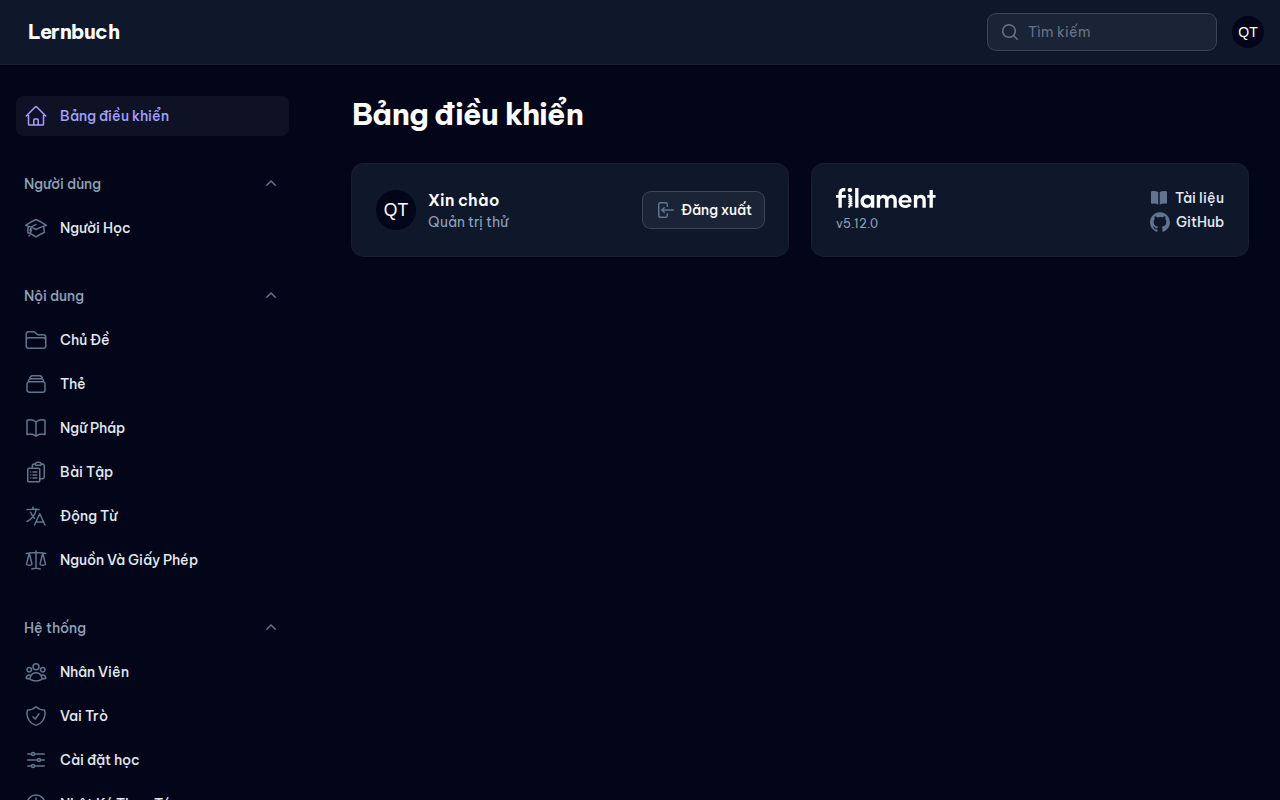 Lernbuch
Tìm kiếm
QT
Bảng điều khiển
Người dùng
Người Học
Nội dung
Chủ Đề
Thẻ
Ngữ Pháp
Bài Tập
Động Từ
Nguồn Và Giấy Phép
Hệ thống
Nhân Viên
Vai Trò
Cài đặt học
Bảng điều khiển
QT
Xin chào
Quản trị thử
Đăng xuất
filament
v5.12.0
Tài liệu
GitHub